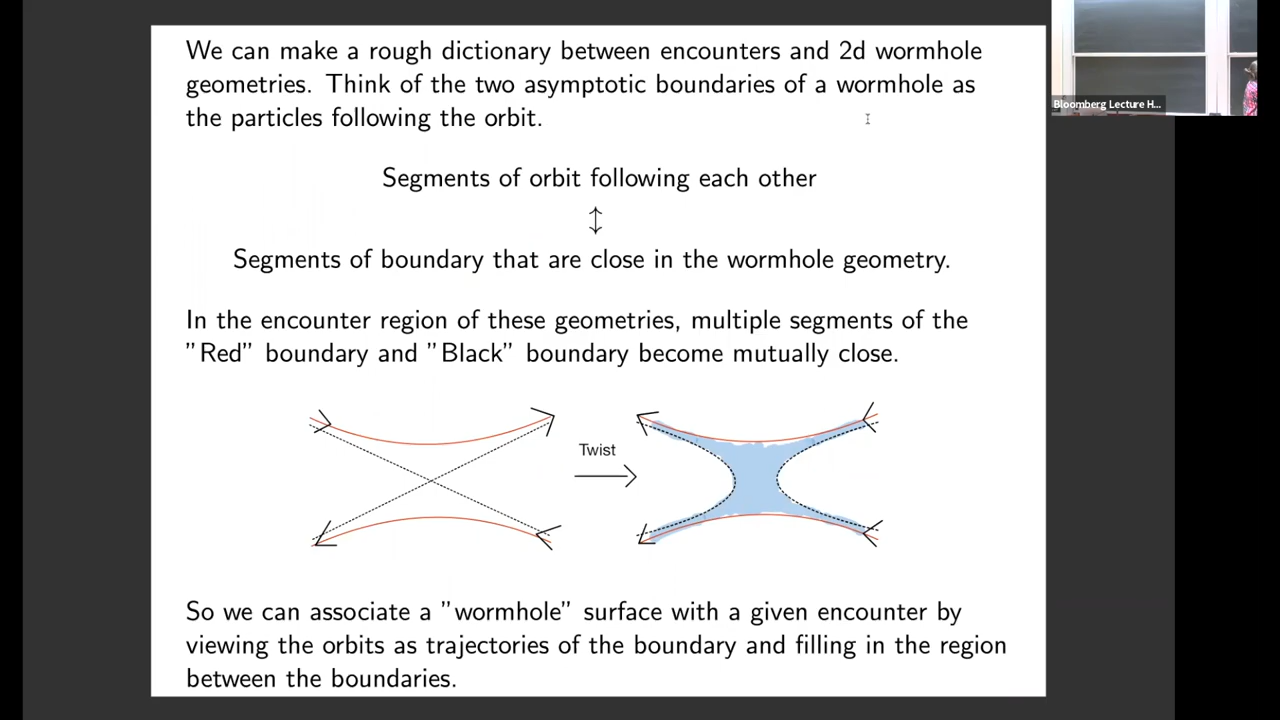 We can make a rough dictionary between encounters and 2d wormhole
geometries. Think of the two asymptotic boundaries of a wormhole as
the particles following the orbit.
Segments of orbit following each other
↕
Segments of boundary that are close in the wormhole geometry.
In the encounter region of these geometries, multiple segments of the
”Red” boundary and ”Black” boundary become mutually close.
Twist
So we can associate a ”wormhole” surface with a given encounter by
viewing the orbits as trajectories of the boundary and filling in the region
between the boundaries.
Bloomberg Lecture H...